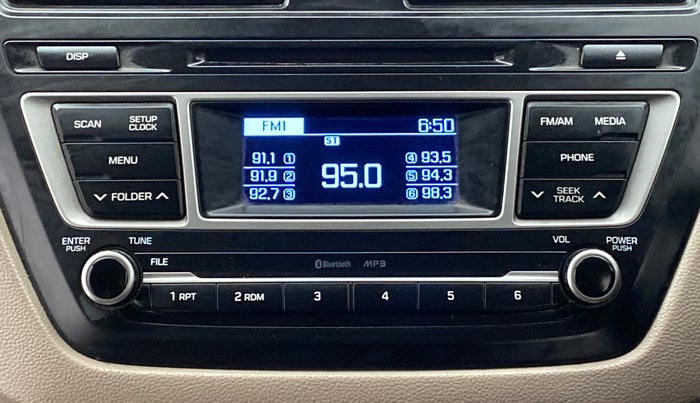 DISP
SCAN
SETUP
CLOCK
MENU
FOLDER
FM1
6:50
ST
91.1 1
91.9 2
92.7 3
95.0
4 93.5
5 94.3
6 98.3
FM/AM
MEDIA
PHONE
SEEK
TRACK
ENTER
PUSH
TUNE
FILE
Bluetooth
MP3
VOL
POWER
PUSH
1 RPT
2 RDM
3
4
5
6